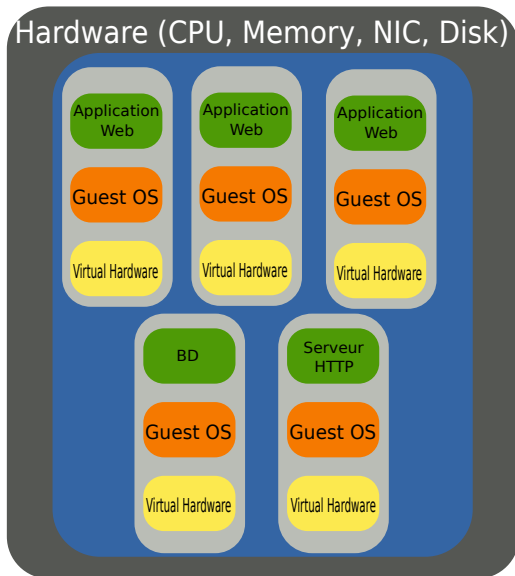 Hardware (CPU, Memory, NIC, Disk)
Application
Web
Guest OS
Virtual Hardware
Application
Web
Guest OS
Virtual Hardware
Application
Web
Guest OS
Virtual Hardware
BD
Guest OS
Virtual Hardware
Serveur
HTTP
Guest OS
Virtual Hardware